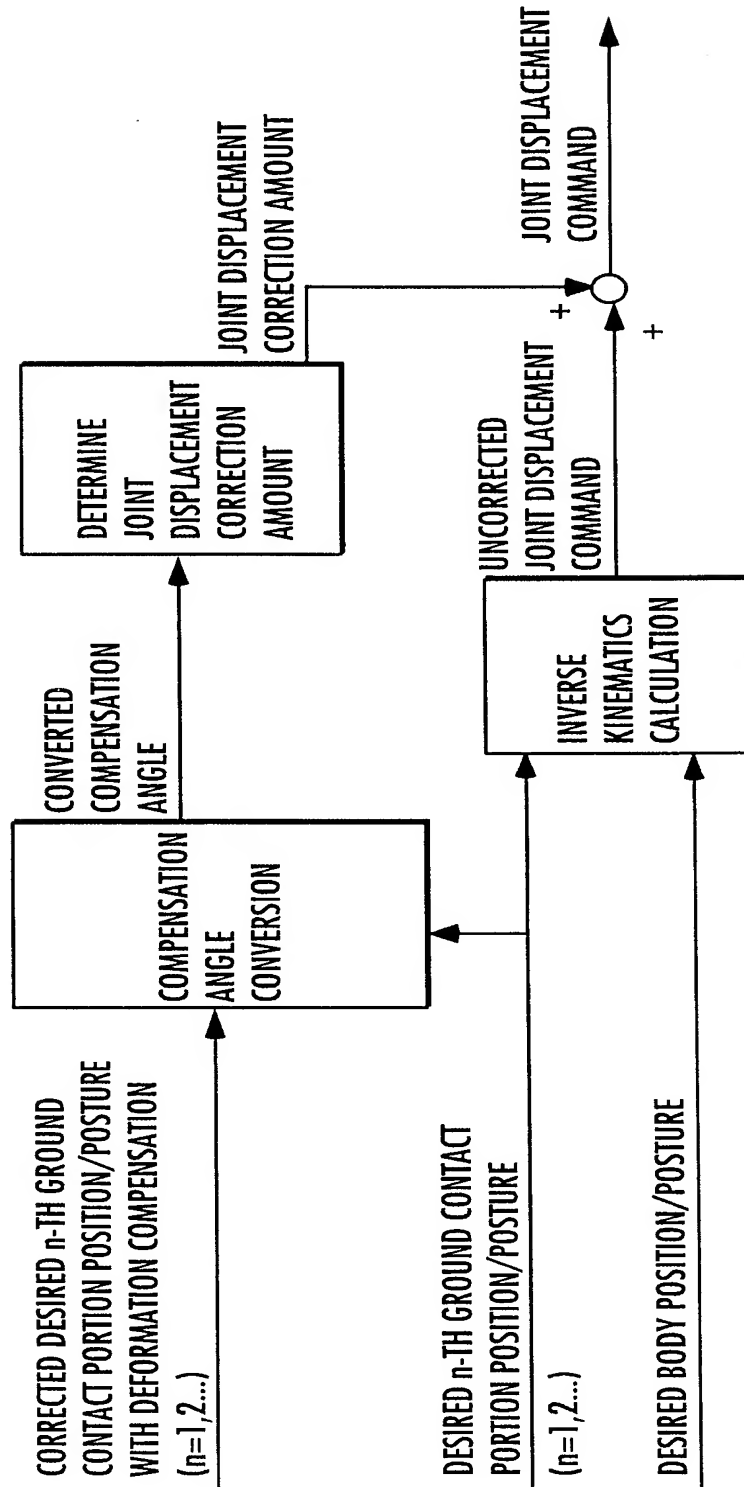 CORRECTED DESIRED n-TH GROUND
CONTACT PORTION POSITION/POSTURE
WITH DEFORMATION COMPENSATION
(n=1,2...)
COMPENSATION
ANGLE
CONVERSION
CONVERTED
COMPENSATION
ANGLE
DETERMINE
JOINT
DISPLACEMENT
CORRECTION
AMOUNT
JOINT DISPLACEMENT
CORRECTION AMOUNT
DESIRED n-TH GROUND CONTACT
PORTION POSITION/POSTURE
(n=1,2...)
DESIRED BODY POSITION/POSTURE
INVERSE
KINEMATICS
CALCULATION
UNCORRECTED
JOINT DISPLACEMENT
COMMAND
+
+
JOINT DISPLACEMENT
COMMAND